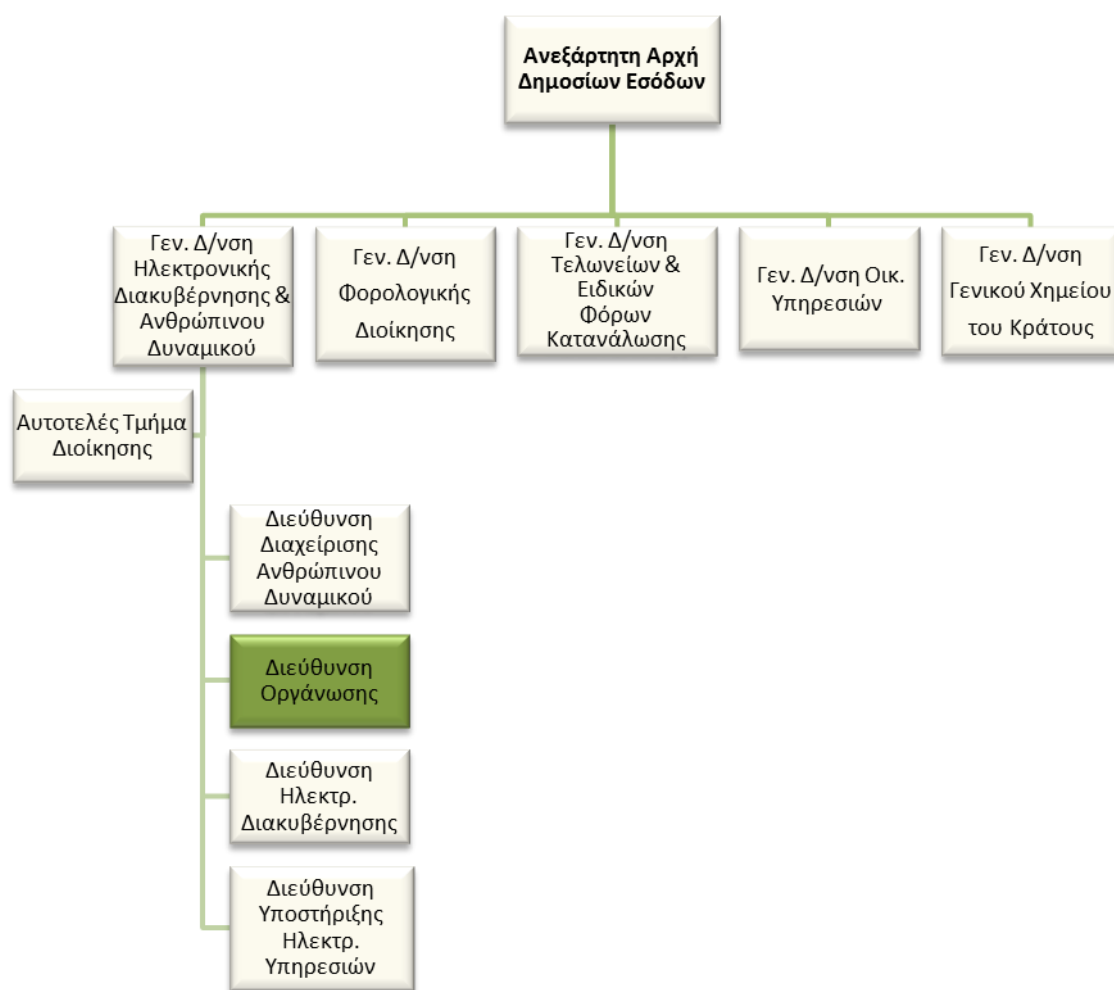 Ανεξάρτητη Αρχή
Δημοσίων Εσόδων
Γεν. Δ/νση
Ηλεκτρονικής
Διακυβέρνησης &
Ανθρώπινου
Δυναμικού
Γεν. Δ/νση
Φορολογικής
Διοίκησης
Γεν. Δ/νση
Τελωνείων &
Ειδικών
Φόρων
Κατανάλωσης
Γεν. Δ/νση Οικ.
Υπηρεσιών
Γεν. Δ/νση
Γενικού Χημείου
του Κράτους
Αυτοτελές Τμήμα
Διοίκησης
Διεύθυνση
Διαχείρισης
Ανθρώπινου
Δυναμικού
Διεύθυνση
Οργάνωσης
Διεύθυνση
Ηλεκτρ.
Διακυβέρνησης
Διεύθυνση
Υποστήριξης
Ηλεκτρ.
Υπηρεσιών